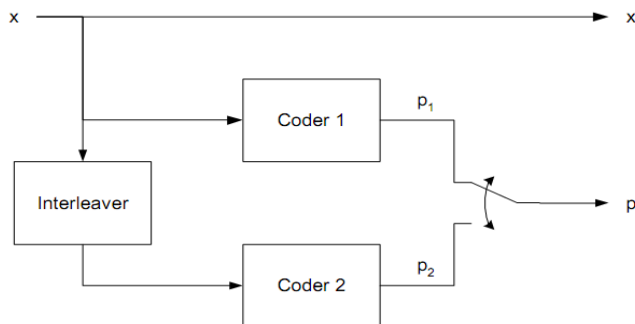 x
x
Coder 1
p₁
Interleaver
p
Coder 2
p₂